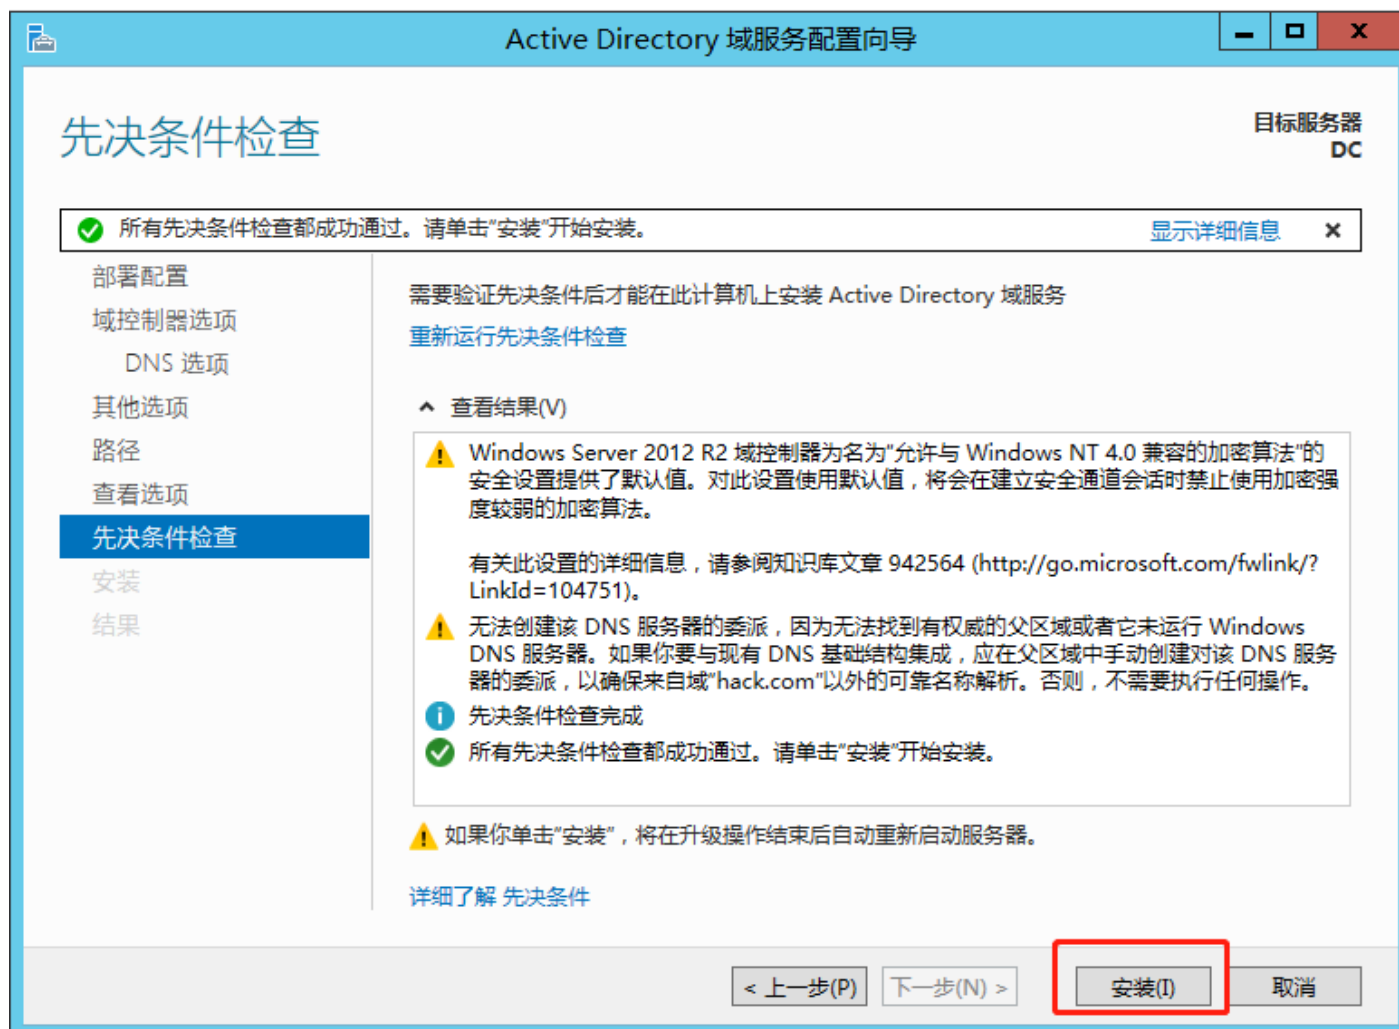 Active Directory 域服务配置向导
先决条件检查
目标服务器
DC
所有先决条件检查都成功通过。请单击"安装"开始安装。
显示详细信息
部署配置
域控制器选项
DNS 选项
其他选项
路径
查看选项
先决条件检查
安装
结果
需要验证先决条件后才能在此计算机上安装 Active Directory 域服务
重新运行先决条件检查
查看结果(V)
Windows Server 2012 R2 域控制器为名为"允许与 Windows NT 4.0 兼容的加密算法"的
安全设置提供了默认值。对此设置使用默认值，将会在建立安全通道会话时禁止使用加密强
度较弱的加密算法。
有关此设置的详细信息，请参阅知识库文章 942564 (http://go.microsoft.com/fwlink/?
LinkId=104751)。
无法创建该 DNS 服务器的委派，因为无法找到有权威的父区域或者它未运行 Windows
DNS 服务器。如果你要与现有 DNS 基础结构集成，应在父区域中手动创建对该 DNS 服务
器的委派，以确保来自域"hack.com"以外的可靠名称解析。否则，不需要执行任何操作。
先决条件检查完成
所有先决条件检查都成功通过。请单击"安装"开始安装。
如果你单击"安装"，将在升级操作结束后自动重新启动服务器。
详细了解 先决条件
< 上一步(P)
下一步(N) >
安装(I)
取消